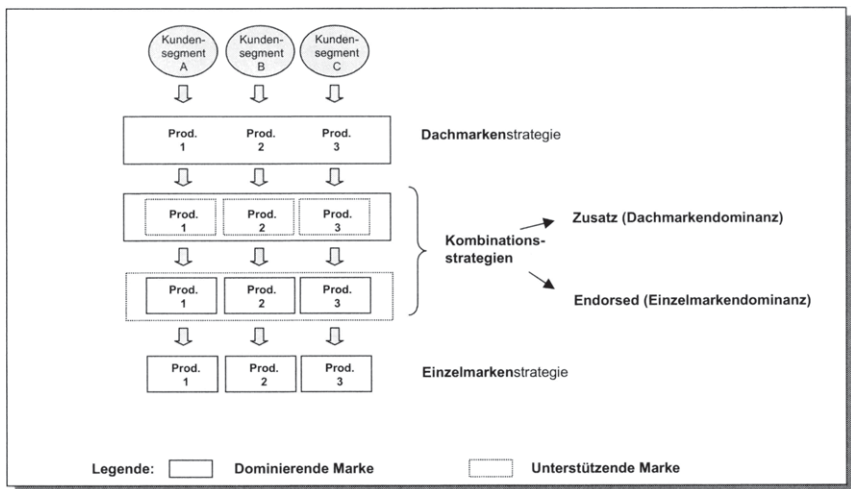 Kunden-
segment
A
Kunden-
segment
B
Kunden-
segment
C
Prod.
1
Prod.
2
Prod.
3
Dachmarkenstrategie
Prod.
1
Prod.
2
Prod.
3
Zusatz (Dachmarkendominanz)
Kombinations-
strategien
Prod.
1
Prod.
2
Prod.
3
Endorsed (Einzelmarkendominanz)
Prod.
1
Prod.
2
Prod.
3
Einzelmarkenstrategie
Legende: Dominierende Marke Unterstützende Marke